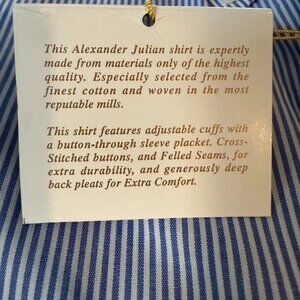 This Alexander Julian shirt is expertly
made from materials only of the highest
quality. Especially selected from the
finest cotton and woven in the most
reputable mills.
This shirt features adjustable cuffs with
a button-through sleeve placket. Cross-
Stitched buttons, and Felled Seams, for
extra durability, and generously deep
back pleats for Extra Comfort.